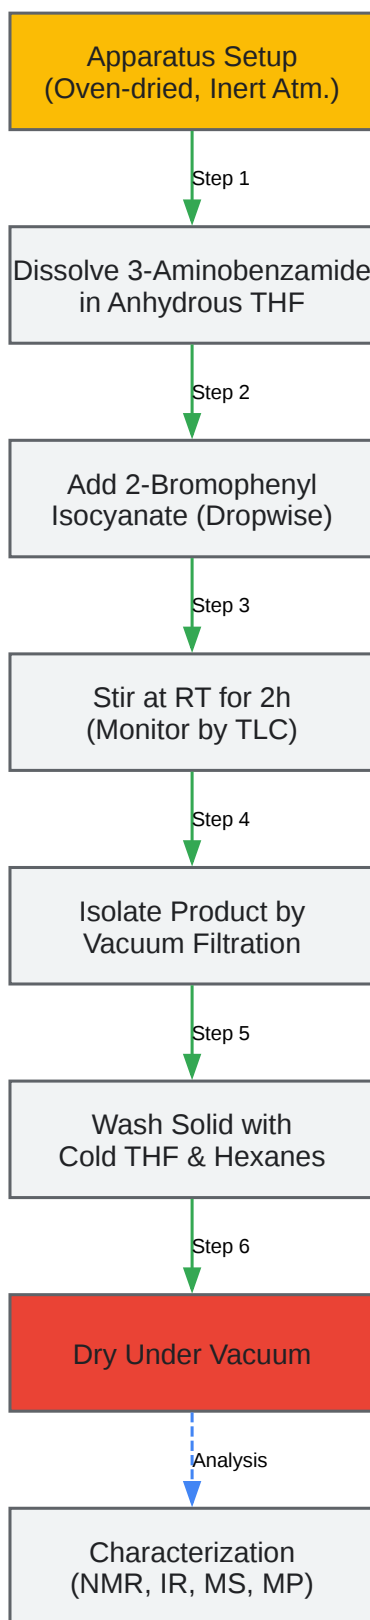 Apparatus Setup
(Oven-dried, Inert Atm.)
Step 1
Dissolve 3-Aminobenzamide
in Anhydrous THF
Step 2
Add 2-Bromophenyl
Isocyanate (Dropwise)
Step 3
Stir at RT for 2h
(Monitor by TLC)
Step 4
Isolate Product by
Vacuum Filtration
Step 5
Wash Solid with
Cold THF & Hexanes
Step 6
Dry Under Vacuum
Analysis
Characterization
(NMR, IR, MS, MP)